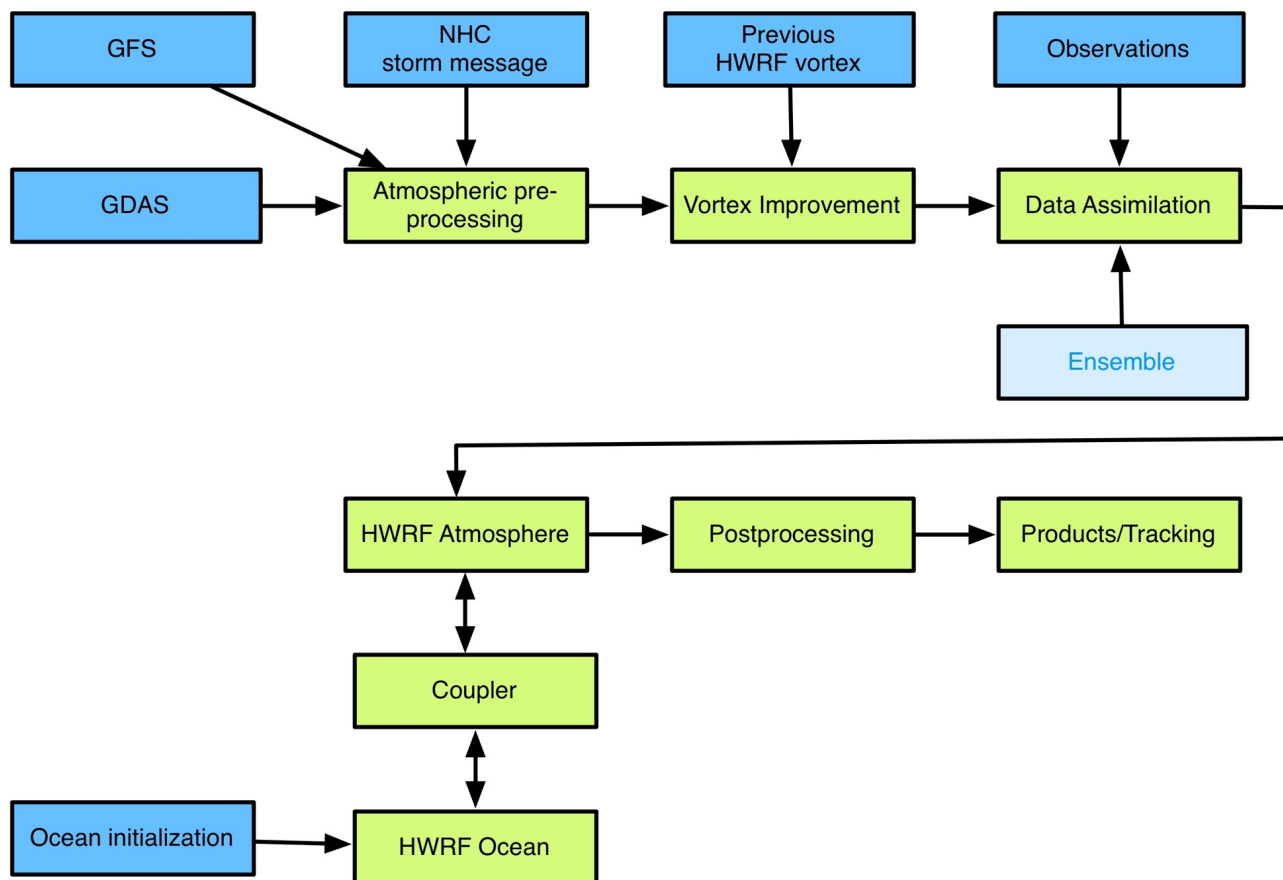 GFS
NHC
storm message
Previous
HWRF vortex
Observations
GDAS
Atmospheric pre-
processing
Vortex Improvement
Data Assimilation
Ensemble
HWRF Atmosphere
Postprocessing
Products/Tracking
Coupler
Ocean initialization
HWRF Ocean